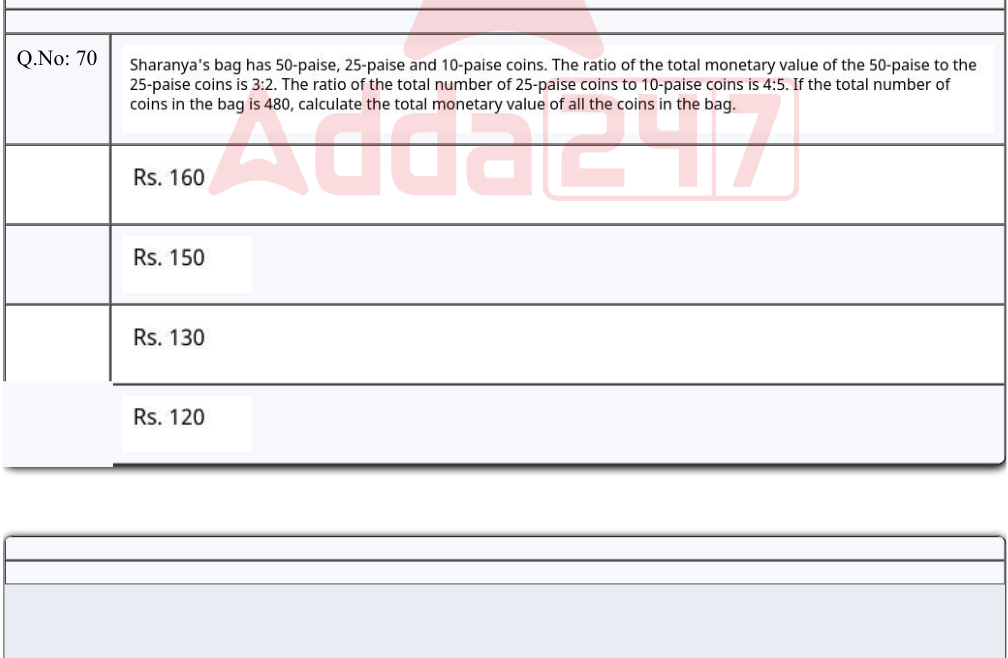 Q.No: 70
Sharanya's bag has 50-paise, 25-paise and 10-paise coins. The ratio of the total monetary value of the 50-paise to the
25-paise coins is 3:2. The ratio of the total number of 25-paise coins to 10-paise coins is 4:5. If the total number of
coins in the bag is 480, calculate the total monetary value of all the coins in the bag.
Adda247
Rs. 160
Rs. 150
Rs. 130
Rs. 120